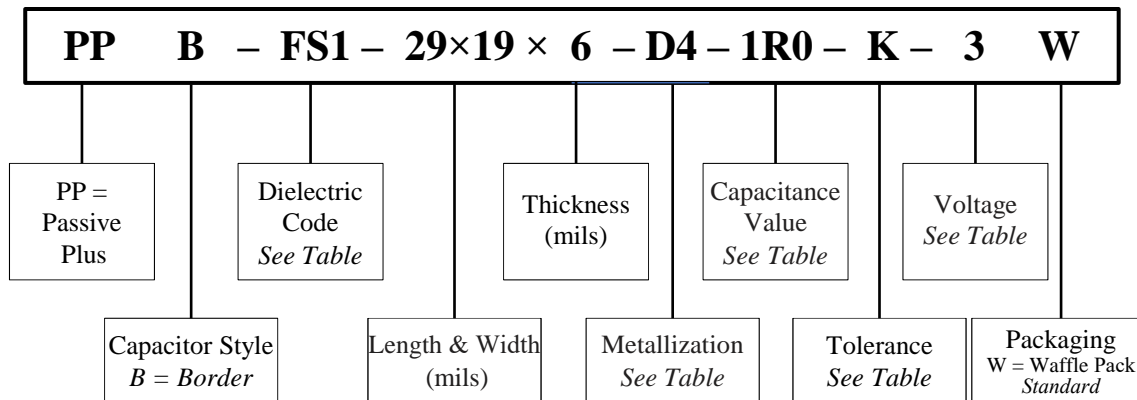 PP B – FS1 – 29×19 × 6 – D4 – 1R0 – K – 3 W
PP =
Passive
Plus
Dielectric
Code
See Table
Thickness
(mils)
Capacitance
Value
See Table
Voltage
See Table
Capacitor Style
B = Border
Length & Width
(mils)
Metallization
See Table
Tolerance
See Table
Packaging
W = Waffle Pack
Standard